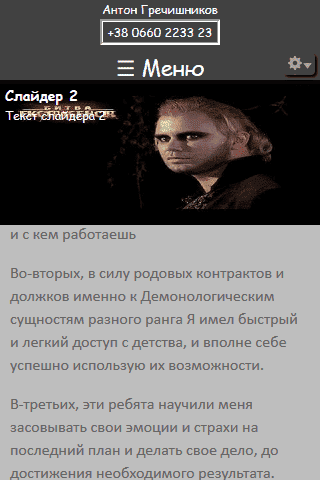 Антон Гречишников
+38 0660 2233 23
☰ Меню
Слайдер 2
БИТВА
ЭКСТРАСЕНСОВ
Текст слайдера 2
и с кем работаешь
Во-вторых, в силу родовых контрактов и
должков именно к Демонологическим
сущностям разного ранга Я имел быстрый
и легкий доступ с детства, и вполне себе
успешно использую их возможности.
В-третьих, эти ребята научили меня
засовывать свои эмоции и страхи на
последний план и делать свое дело, до
достижения необходимого результата.